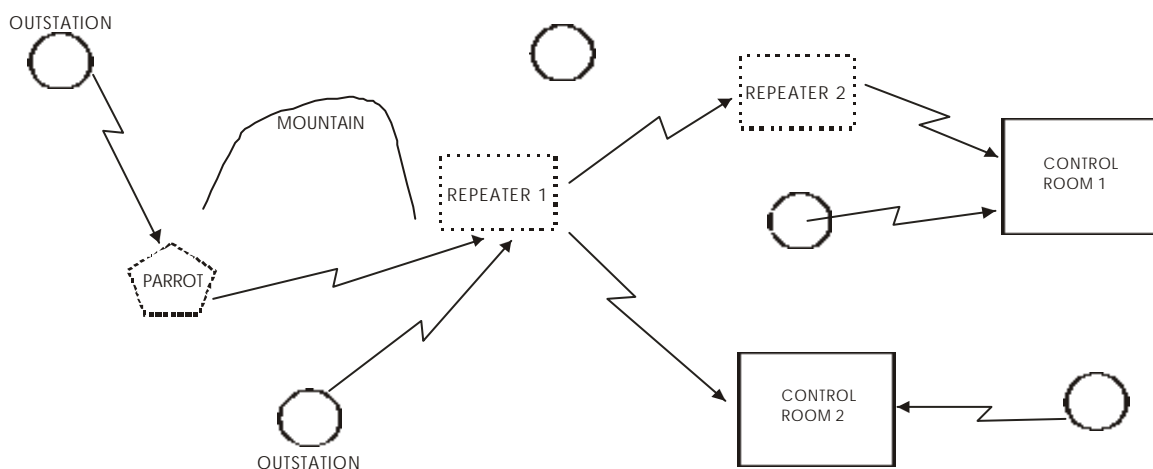 OUTSTATION
MOUNTAIN
REPEATER 2
REPEATER 1
CONTROL
ROOM 1
PARROT
CONTROL
ROOM 2
OUTSTATION